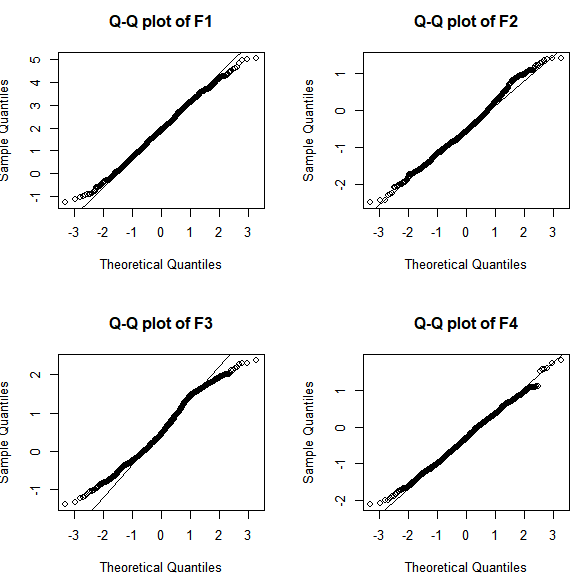 Q-Q plot of F1
Sample Quantiles
5
4
3
2
1
0
-1
-3 -2 -1 0 1 2 3
Theoretical Quantiles
Q-Q plot of F2
Sample Quantiles
1
0
-1
-2
-3 -2 -1 0 1 2 3
Theoretical Quantiles
Q-Q plot of F3
Sample Quantiles
2
1
0
-1
-3 -2 -1 0 1 2 3
Theoretical Quantiles
Q-Q plot of F4
Sample Quantiles
1
0
-1
-2
-3 -2 -1 0 1 2 3
Theoretical Quantiles